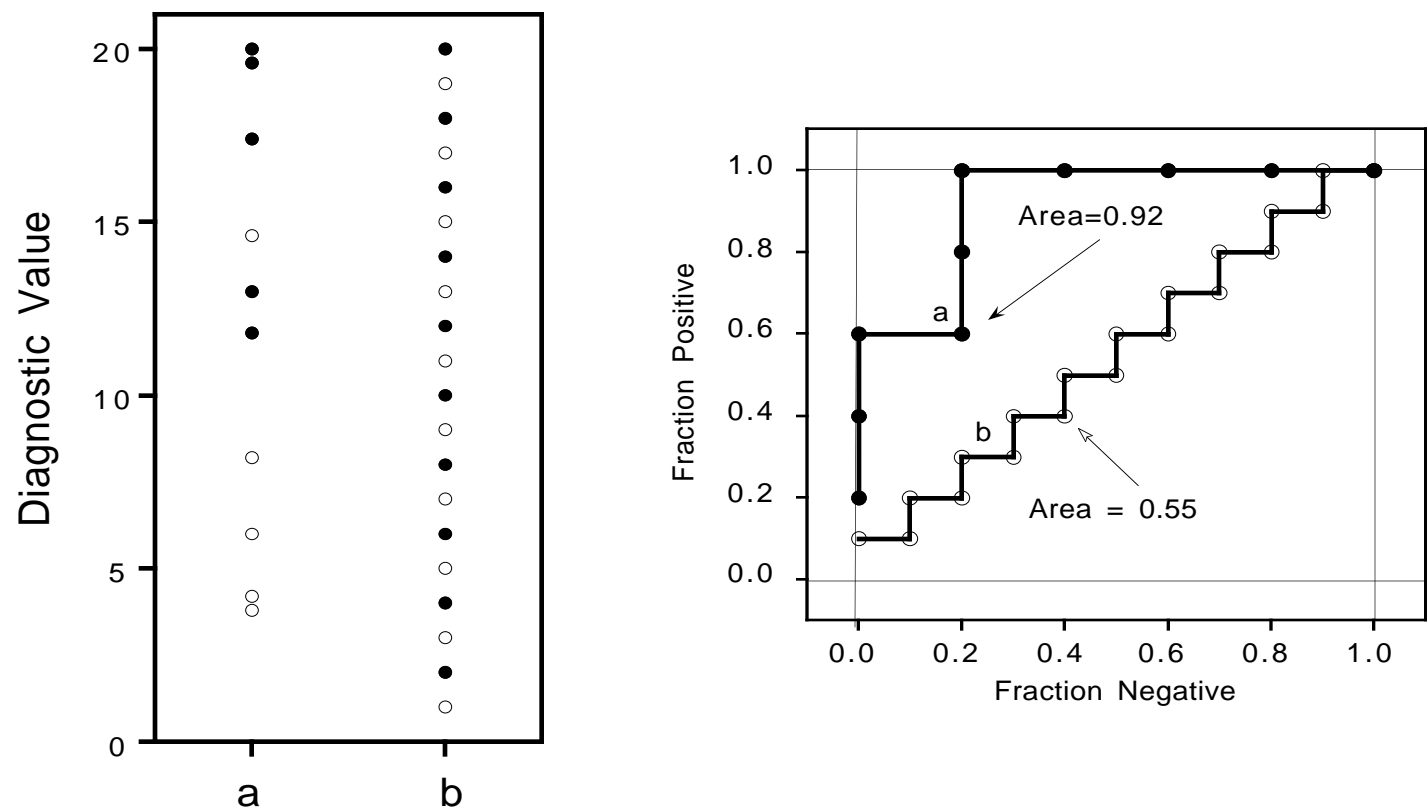 Diagnostic Value
20
15
10
5
0
a
b
Fraction Positive
1.0
0.8
0.6
0.4
0.2
0.0
Area=0.92
a
b
Area = 0.55
0.0 0.2 0.4 0.6 0.8 1.0
Fraction Negative